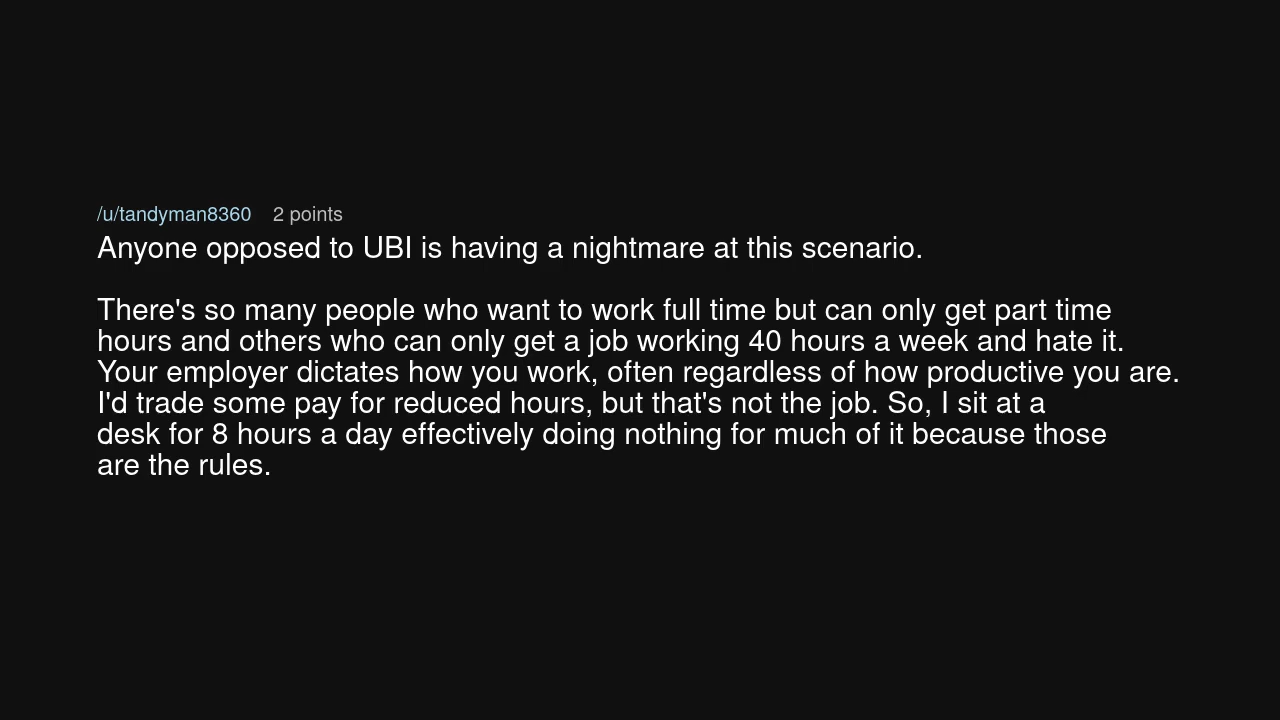 /u/tandyman8360 2 points
Anyone opposed to UBI is having a nightmare at this scenario.
There's so many people who want to work full time but can only get part time
hours and others who can only get a job working 40 hours a week and hate it.
Your employer dictates how you work, often regardless of how productive you are.
I'd trade some pay for reduced hours, but that's not the job. So, I sit at a
desk for 8 hours a day effectively doing nothing for much of it because those
are the rules.